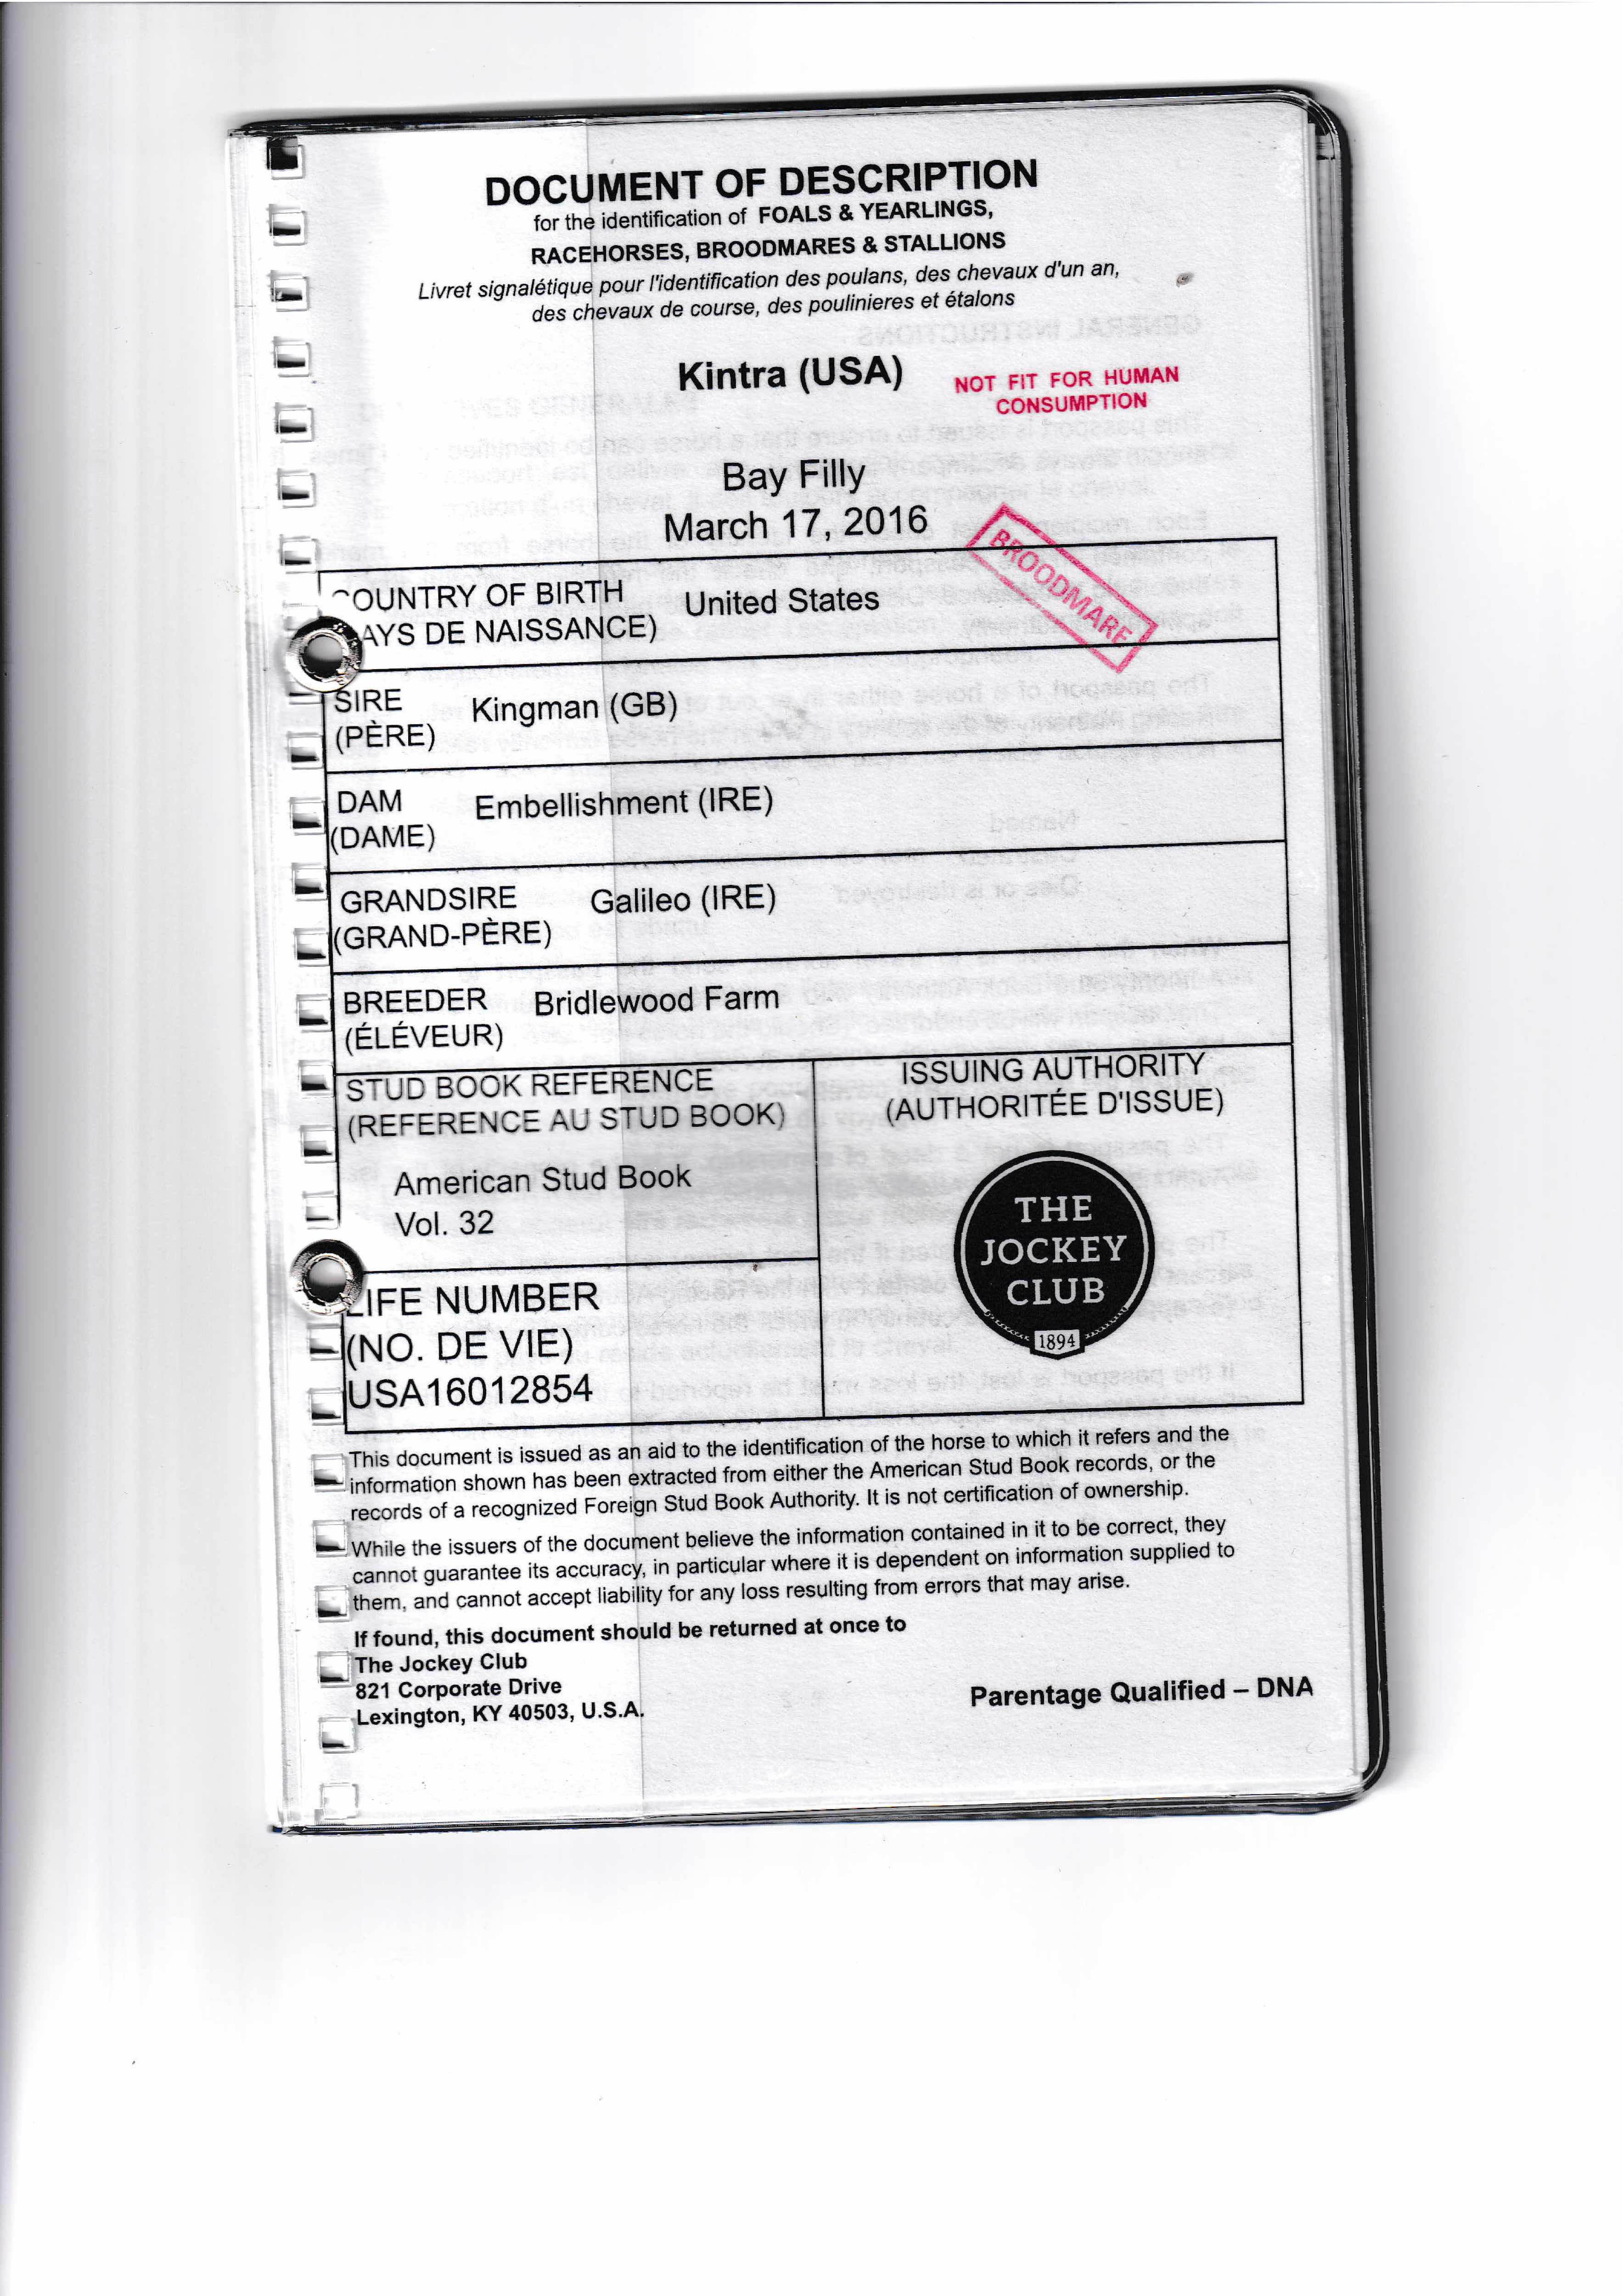 DOCUMENT OF DESCRIPTION
for the identification of FOALS & YEARLINGS,
RACEHORSES, BROODMARES & STALLIONS
Livret signalétique pour l'identification des poulans, des chevaux d'un an,
des chevaux de course, des poulinieres et étalons
Kintra (USA)
NOT FIT FOR HUMAN
CONSUMPTION
Bay Filly
March 17, 2016
BROODMARE
COUNTRY OF BIRTH United States
AYS DE NAISSANCE)
SIRE Kingman (GB)
(PÈRE)
DAM Embellishment (IRE)
(DAME)
GRANDSIRE Galileo (IRE)
(GRAND-PÈRE)
BREEDER Bridlewood Farm
(ÉLÉVEUR)
STUD BOOK REFERENCE
(REFERENCE AU STUD BOOK)
American Stud Book
Vol. 32
ISSUING AUTHORITY
(AUTHORITÉE D'ISSUE)
THE
JOCKEY
CLUB
1894
LIFE NUMBER
(NO. DE VIE)
USA16012854
This document is issued as an aid to the identification of the horse to which it refers and the
information shown has been extracted from either the American Stud Book records, or the
records of a recognized Foreign Stud Book Authority. It is not certification of ownership.
While the issuers of the document believe the information contained in it to be correct, they
cannot guarantee its accuracy, in particular where it is dependent on information supplied to
them, and cannot accept liability for any loss resulting from errors that may arise.
If found, this document should be returned at once to
The Jockey Club
821 Corporate Drive
Lexington, KY 40503, U.S.A.
Parentage Qualified – DNA